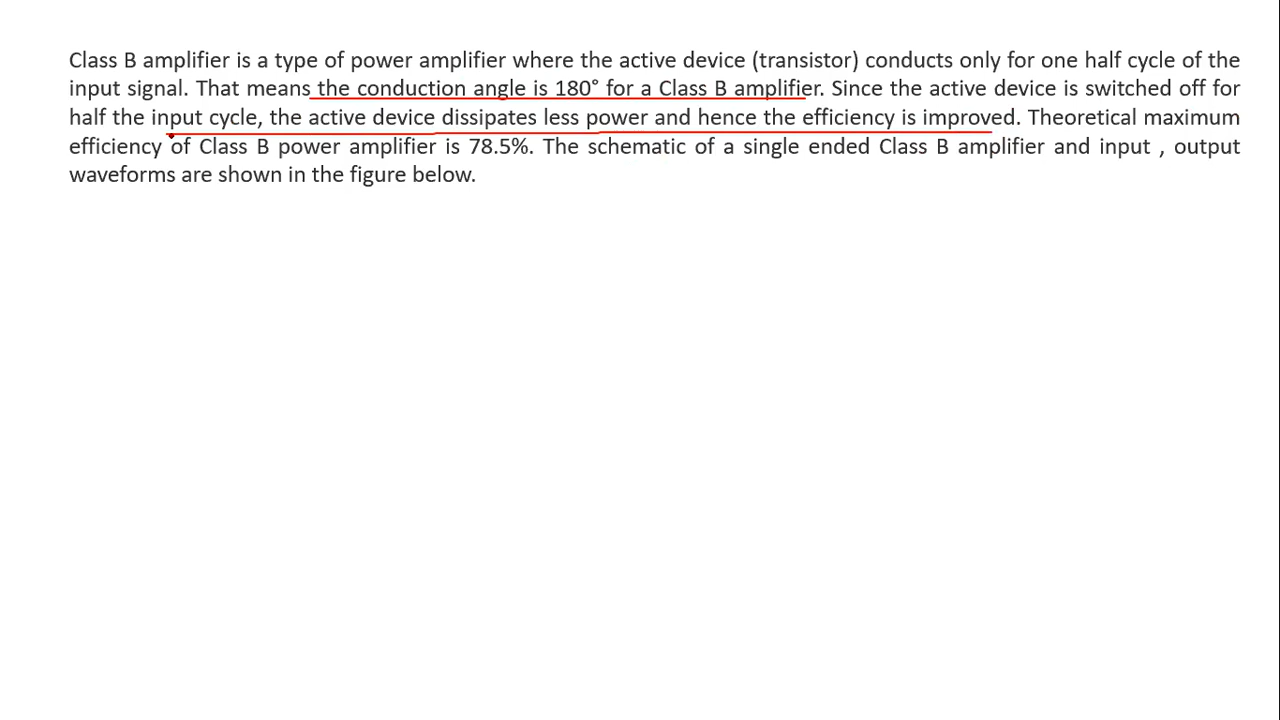 Class B amplifier is a type of power amplifier where the active device (transistor) conducts only for one half cycle of the
input signal. That means the conduction angle is 180° for a Class B amplifier. Since the active device is switched off for
half the input cycle, the active device dissipates less power and hence the efficiency is improved. Theoretical maximum
efficiency of Class B power amplifier is 78.5%. The schematic of a single ended Class B amplifier and input , output
waveforms are shown in the figure below.